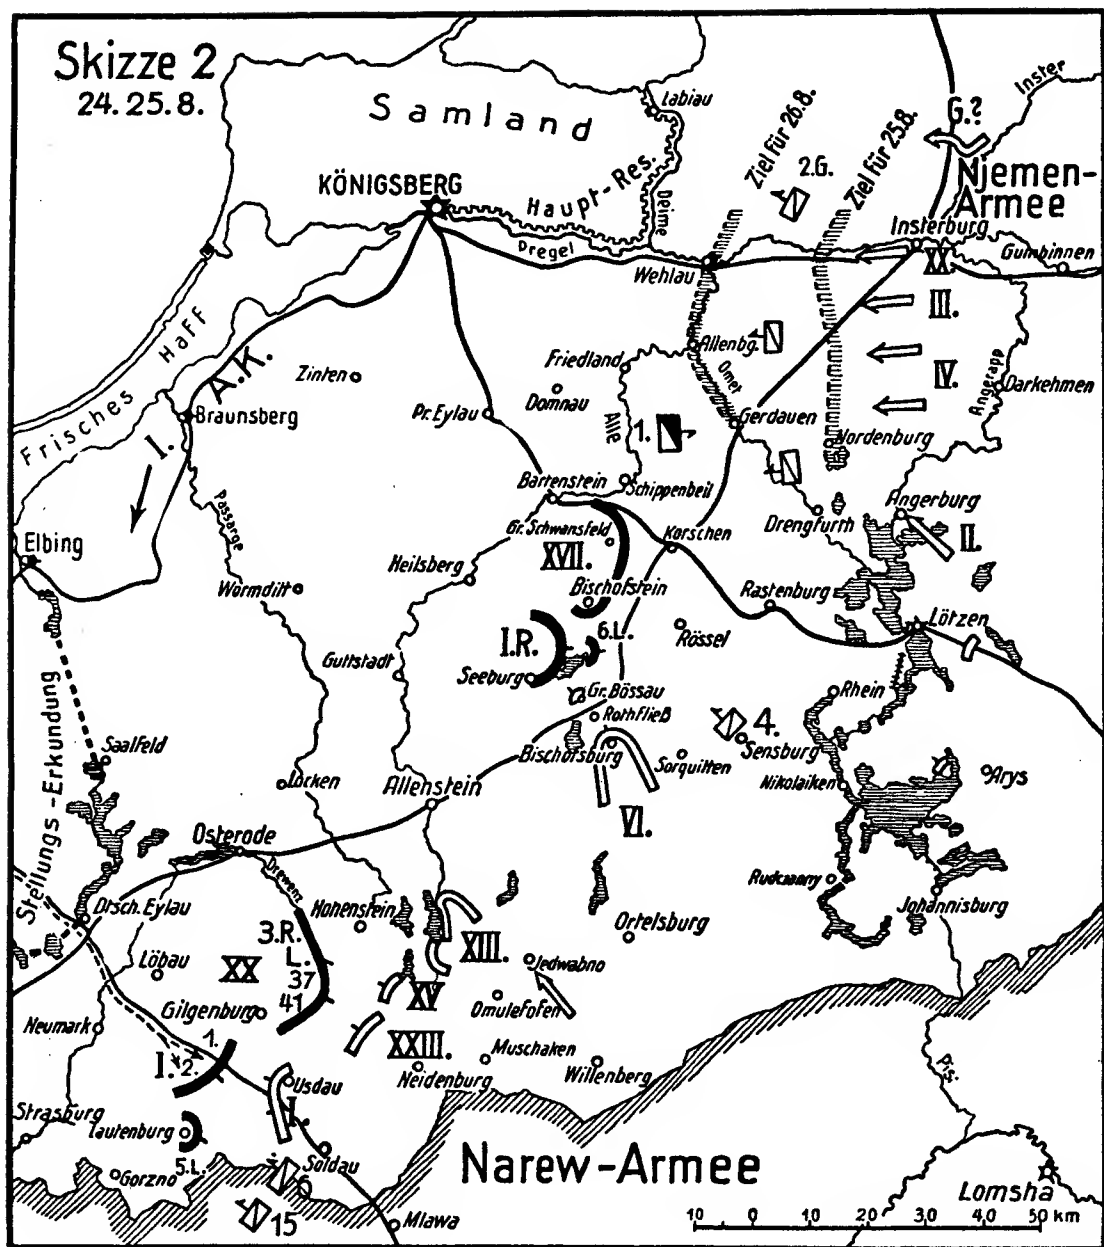 Skizze 2
24. 25. 8.
Samland
Labiau
Inster
G.?
Njemen-
Armee
KÖNIGSBERG
Haupt-Res.
Deime
Ziel für 26.8.
2.G.
Ziel für 25.8.
Pregel
Wehlau
Insterburg
Gumbinnen
XX.
III.
IV.
Frisches Haff
I. A.K.
Zinten
Friedland
Allenbg.
Omet
Angerapp
Darkehmen
Braunsberg
Pr. Eylau
Domnau
Alle
1.
Gerdauen
Nordenburg
Passarge
Bartenstein
Schippenbeil
Drengfurth
Angerburg
II.
Elbing
Gr. Schwansfeld
XVII.
Korschen
Heilsberg
Wormditt
Bischofstein
Rastenburg
Lötzen
I.R.
6.L.
Rössel
Guttstadt
Seeburg
Gr. Bössau
Rothfließ
Rhein
Stellungs-Erkundung
Saalfeld
Bischofsburg
4.
Sensburg
Sorquitten
Locken
Allenstein
Nikolaiken
Arys
VI.
Osterode
Drewenz
Rudczanny
Johannisburg
Dtsch. Eylau
Hohenstein
Ortelsburg
3.R.
L.
37
41
XX
XIII.
Jedwabno
Löbau
Gilgenburg
XV
Omulefofen
Neumark
XXIII.
Muschaken
Neidenburg
Willenberg
Pis.
1.
I.
2.
Usdau
I.
Strasburg
Lautenburg
5.L.
Soldau
Gorzno
6
15
Mlawa
Narew-Armee
Lomsha
10 0 10 20 30 40 50 km